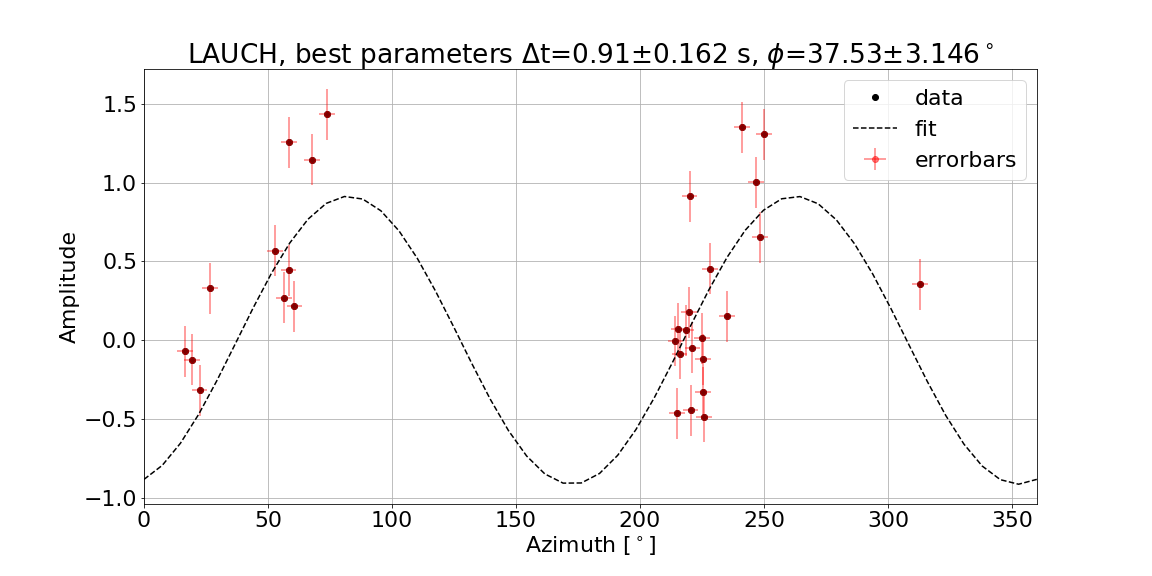 LAUCH, best parameters Δt=0.91±0.162 s, ϕ=37.53±3.146°
data
fit
errorbars
Amplitude
1.5
1.0
0.5
0.0
−0.5
−1.0
0 50 100 150 200 250 300 350
Azimuth [°]